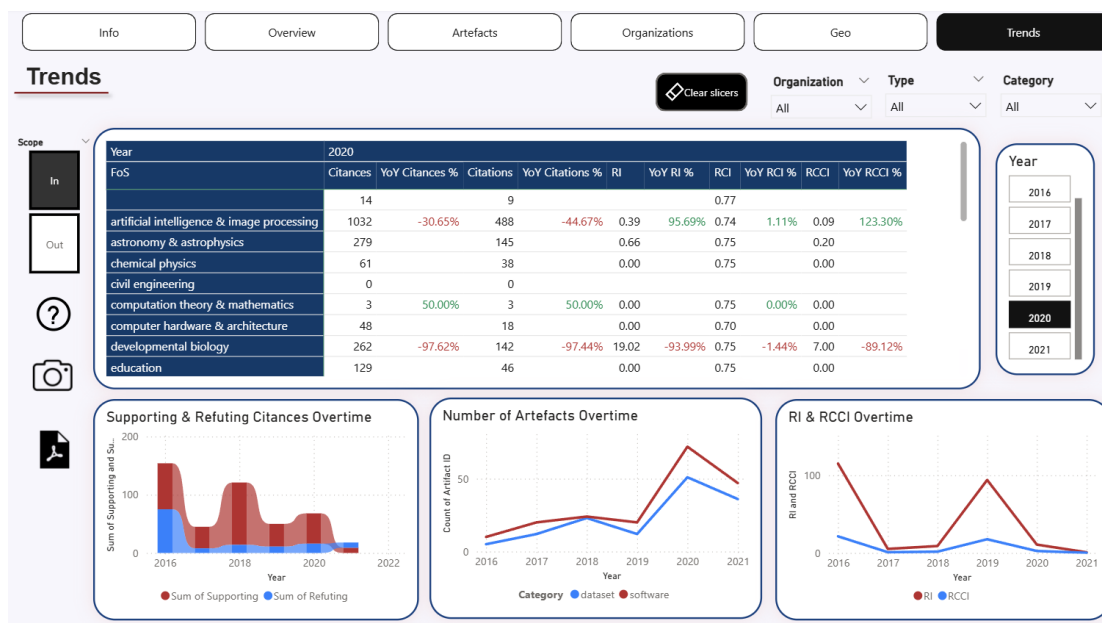 Info Overview Artefacts Organizations Geo Trends
Trends
Clear slicers
Organization Type Category
All All All
Scope
In
Out
Year 2020
FoS Citances YoY Citances % Citations YoY Citations % RI YoY RI % RCI YoY RCI % RCCI YoY RCCI %
14 9 0.77
artificial intelligence & image processing 1032 -30.65% 488 -44.67% 0.39 95.69% 0.74 1.11% 0.09 123.30%
astronomy & astrophysics 279 145 0.66 0.75 0.20
chemical physics 61 38 0.00 0.75 0.00
civil engineering 0 0
computation theory & mathematics 3 50.00% 3 50.00% 0.00 0.75 0.00% 0.00
computer hardware & architecture 48 18 0.00 0.70 0.00
developmental biology 262 -97.62% 142 -97.44% 19.02 -93.99% 0.75 -1.44% 7.00 -89.12%
education 129 46 0.00 0.75 0.00
Year
2016
2017
2018
2019
2020
2021
Supporting & Refuting Citances Overtime
Sum of Supporting and Su...
200
100
0
2016 2018 2020 2022
Year
Sum of Supporting Sum of Refuting
Number of Artefacts Overtime
Count of Artifact ID
50
0
2016 2017 2018 2019 2020 2021
Year
Category dataset software
RI & RCCI Overtime
RI and RCCI
100
0
2016 2017 2018 2019 2020 2021
Year
RI RCCI